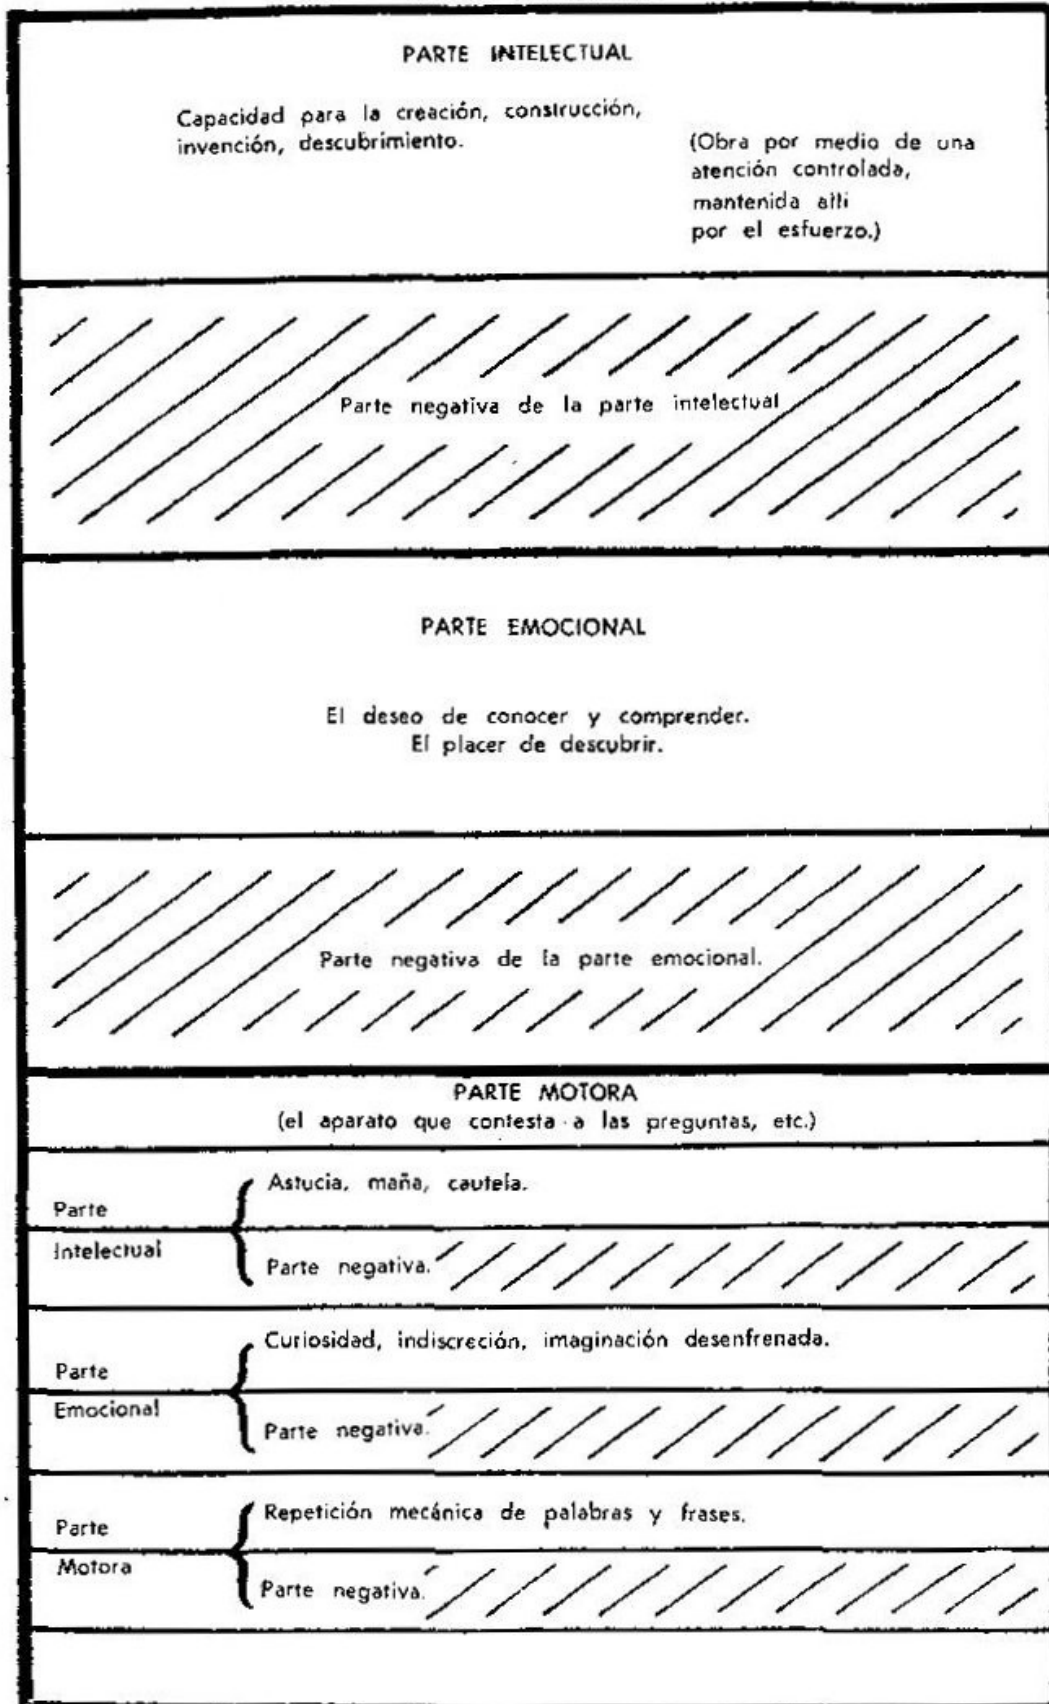 PARTE INTELECTUAL
Capacidad para la creación, construcción,
invención, descubrimiento.
(Obra por medio de una
atención controlada,
mantenida alli
por el esfuerzo.)
Parte negativa de la parte intelectual
PARTE EMOCIONAL
El deseo de conocer y comprender.
El placer de descubrir.
Parte negativa de la parte emocional.
PARTE MOTORA
(el aparato que contesta a las preguntas, etc.)
Parte
Intelectual
Astucia, maña, cautela.
Parte negativa.
Parte
Emocional
Curiosidad, indiscreción, imaginación desenfrenada.
Parte negativa.
Parte
Motora
Repetición mecánica de palabras y frases.
Parte negativa.